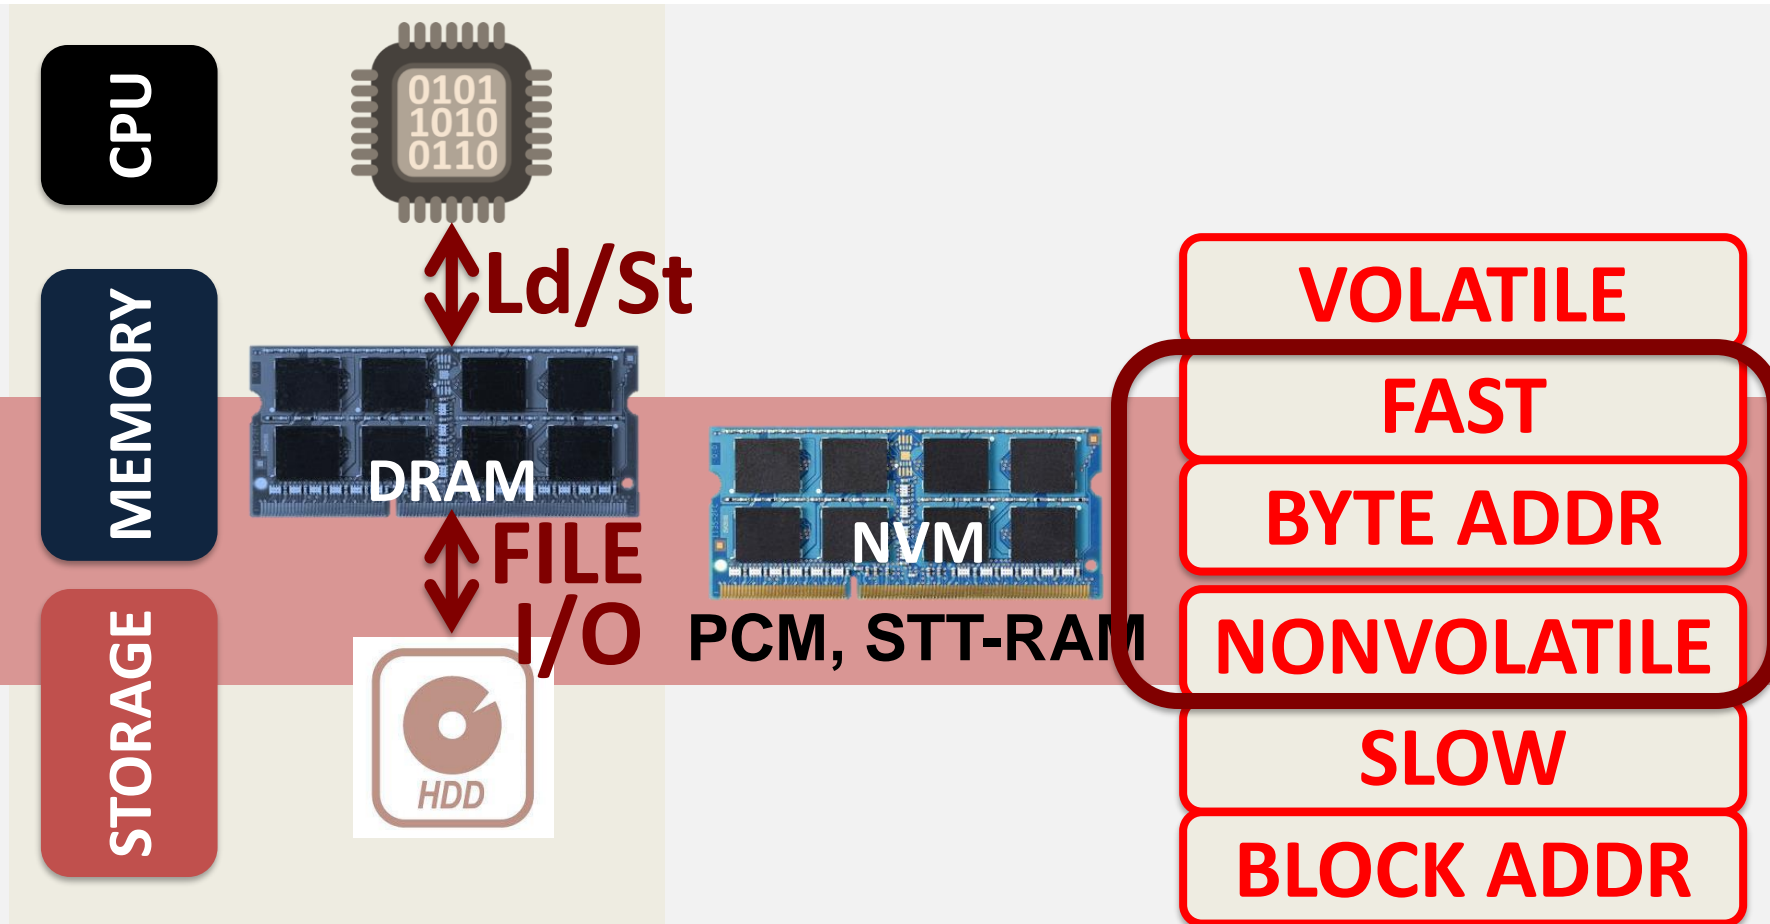 CPU
0101
1010
0110
Ld/St
MEMORY
DRAM
FILE
I/O
STORAGE
HDD
NVM
PCM, STT-RAM
VOLATILE
FAST
BYTE ADDR
NONVOLATILE
SLOW
BLOCK ADDR